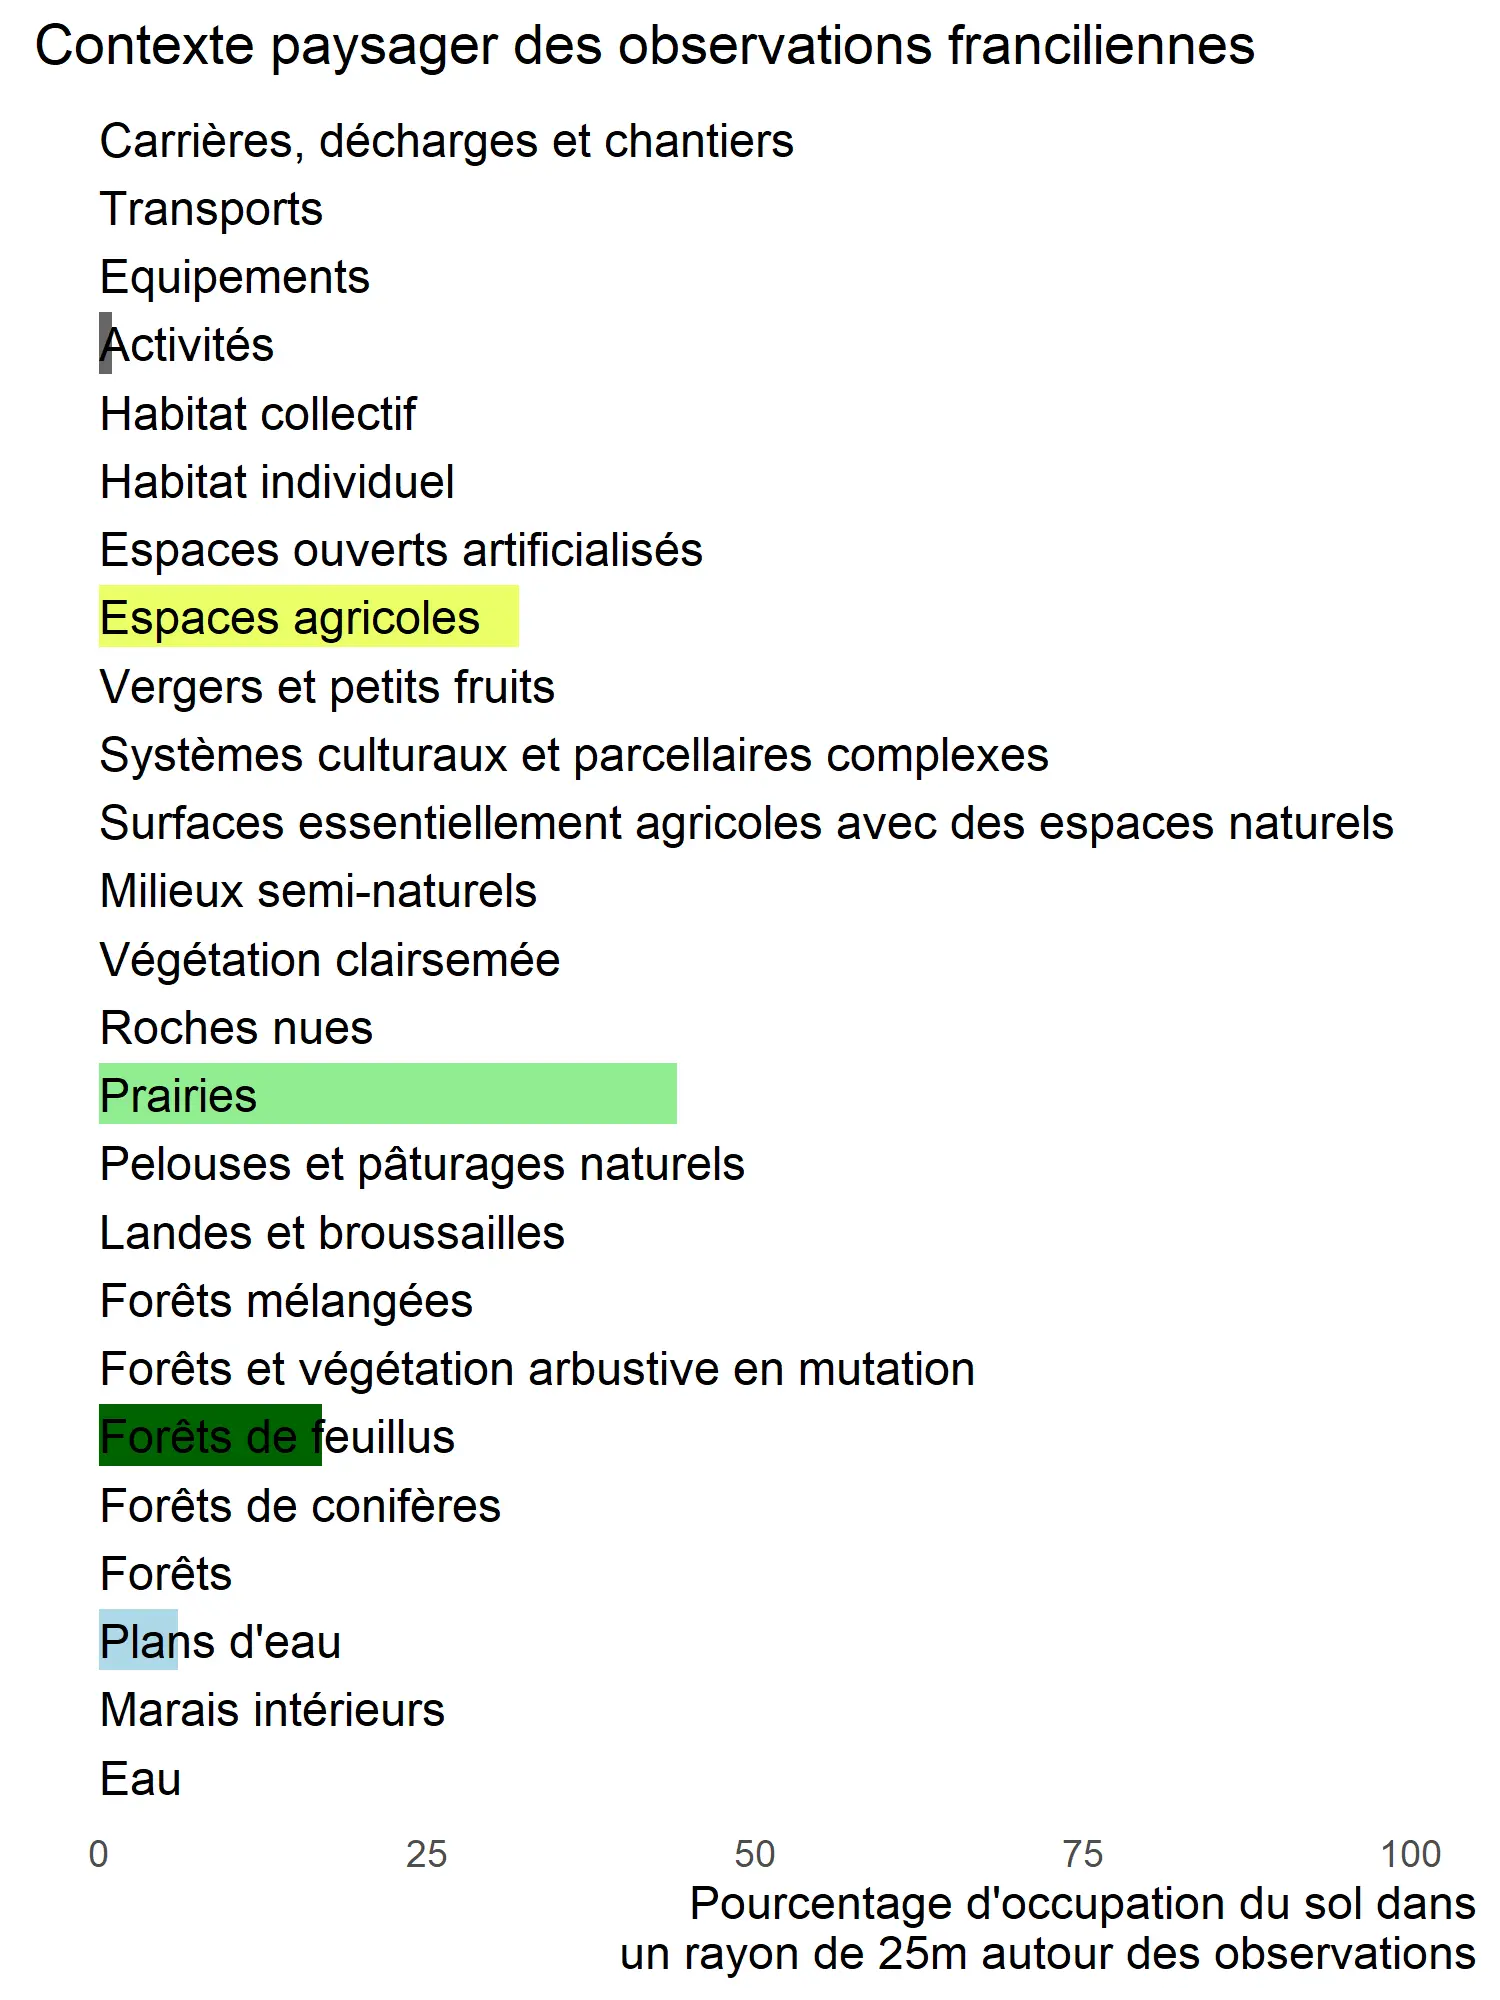 Contexte paysager des observations franciliennes
Carrières, décharges et chantiers
Transports
Equipements
Activités
Habitat collectif
Habitat individuel
Espaces ouverts artificialisés
Espaces agricoles
Vergers et petits fruits
Systèmes culturaux et parcellaires complexes
Surfaces essentiellement agricoles avec des espaces naturels
Milieux semi-naturels
Végétation clairsemée
Roches nues
Prairies
Pelouses et pâturages naturels
Landes et broussailles
Forêts mélangées
Forêts et végétation arbustive en mutation
Forêts de feuillus
Forêts de conifères
Forêts
Plans d'eau
Marais intérieurs
Eau
0 25 50 75 100
Pourcentage d'occupation du sol dans
un rayon de 25m autour des observations